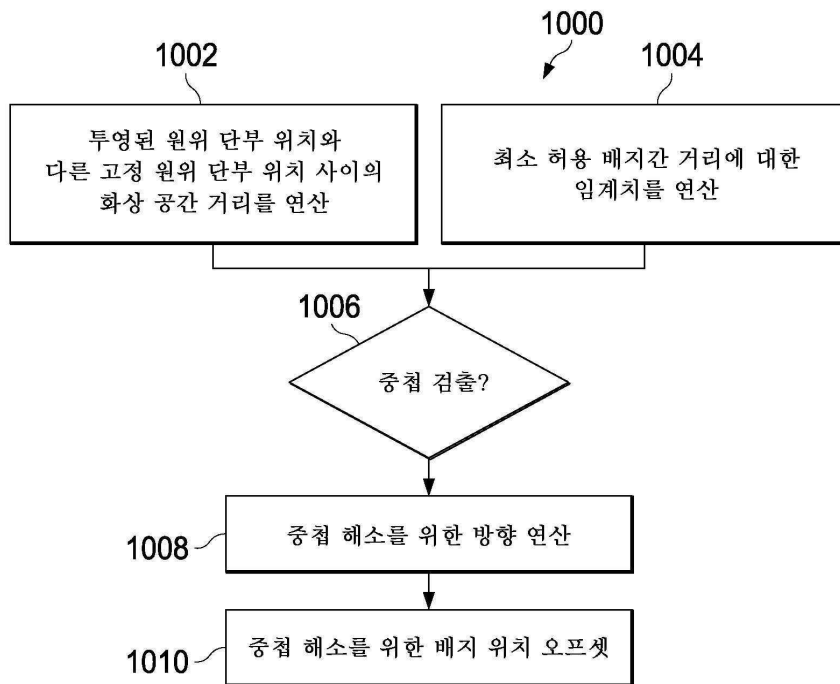 1000
1002
1004
투영된 원위 단부 위치와
다른 고정 원위 단부 위치 사이의
화상 공간 거리를 연산
최소 허용 배지간 거리에 대한
임계치를 연산
1006
중첩 검출?
1008
중첩 해소를 위한 방향 연산
1010
중첩 해소를 위한 배지 위치 오프셋